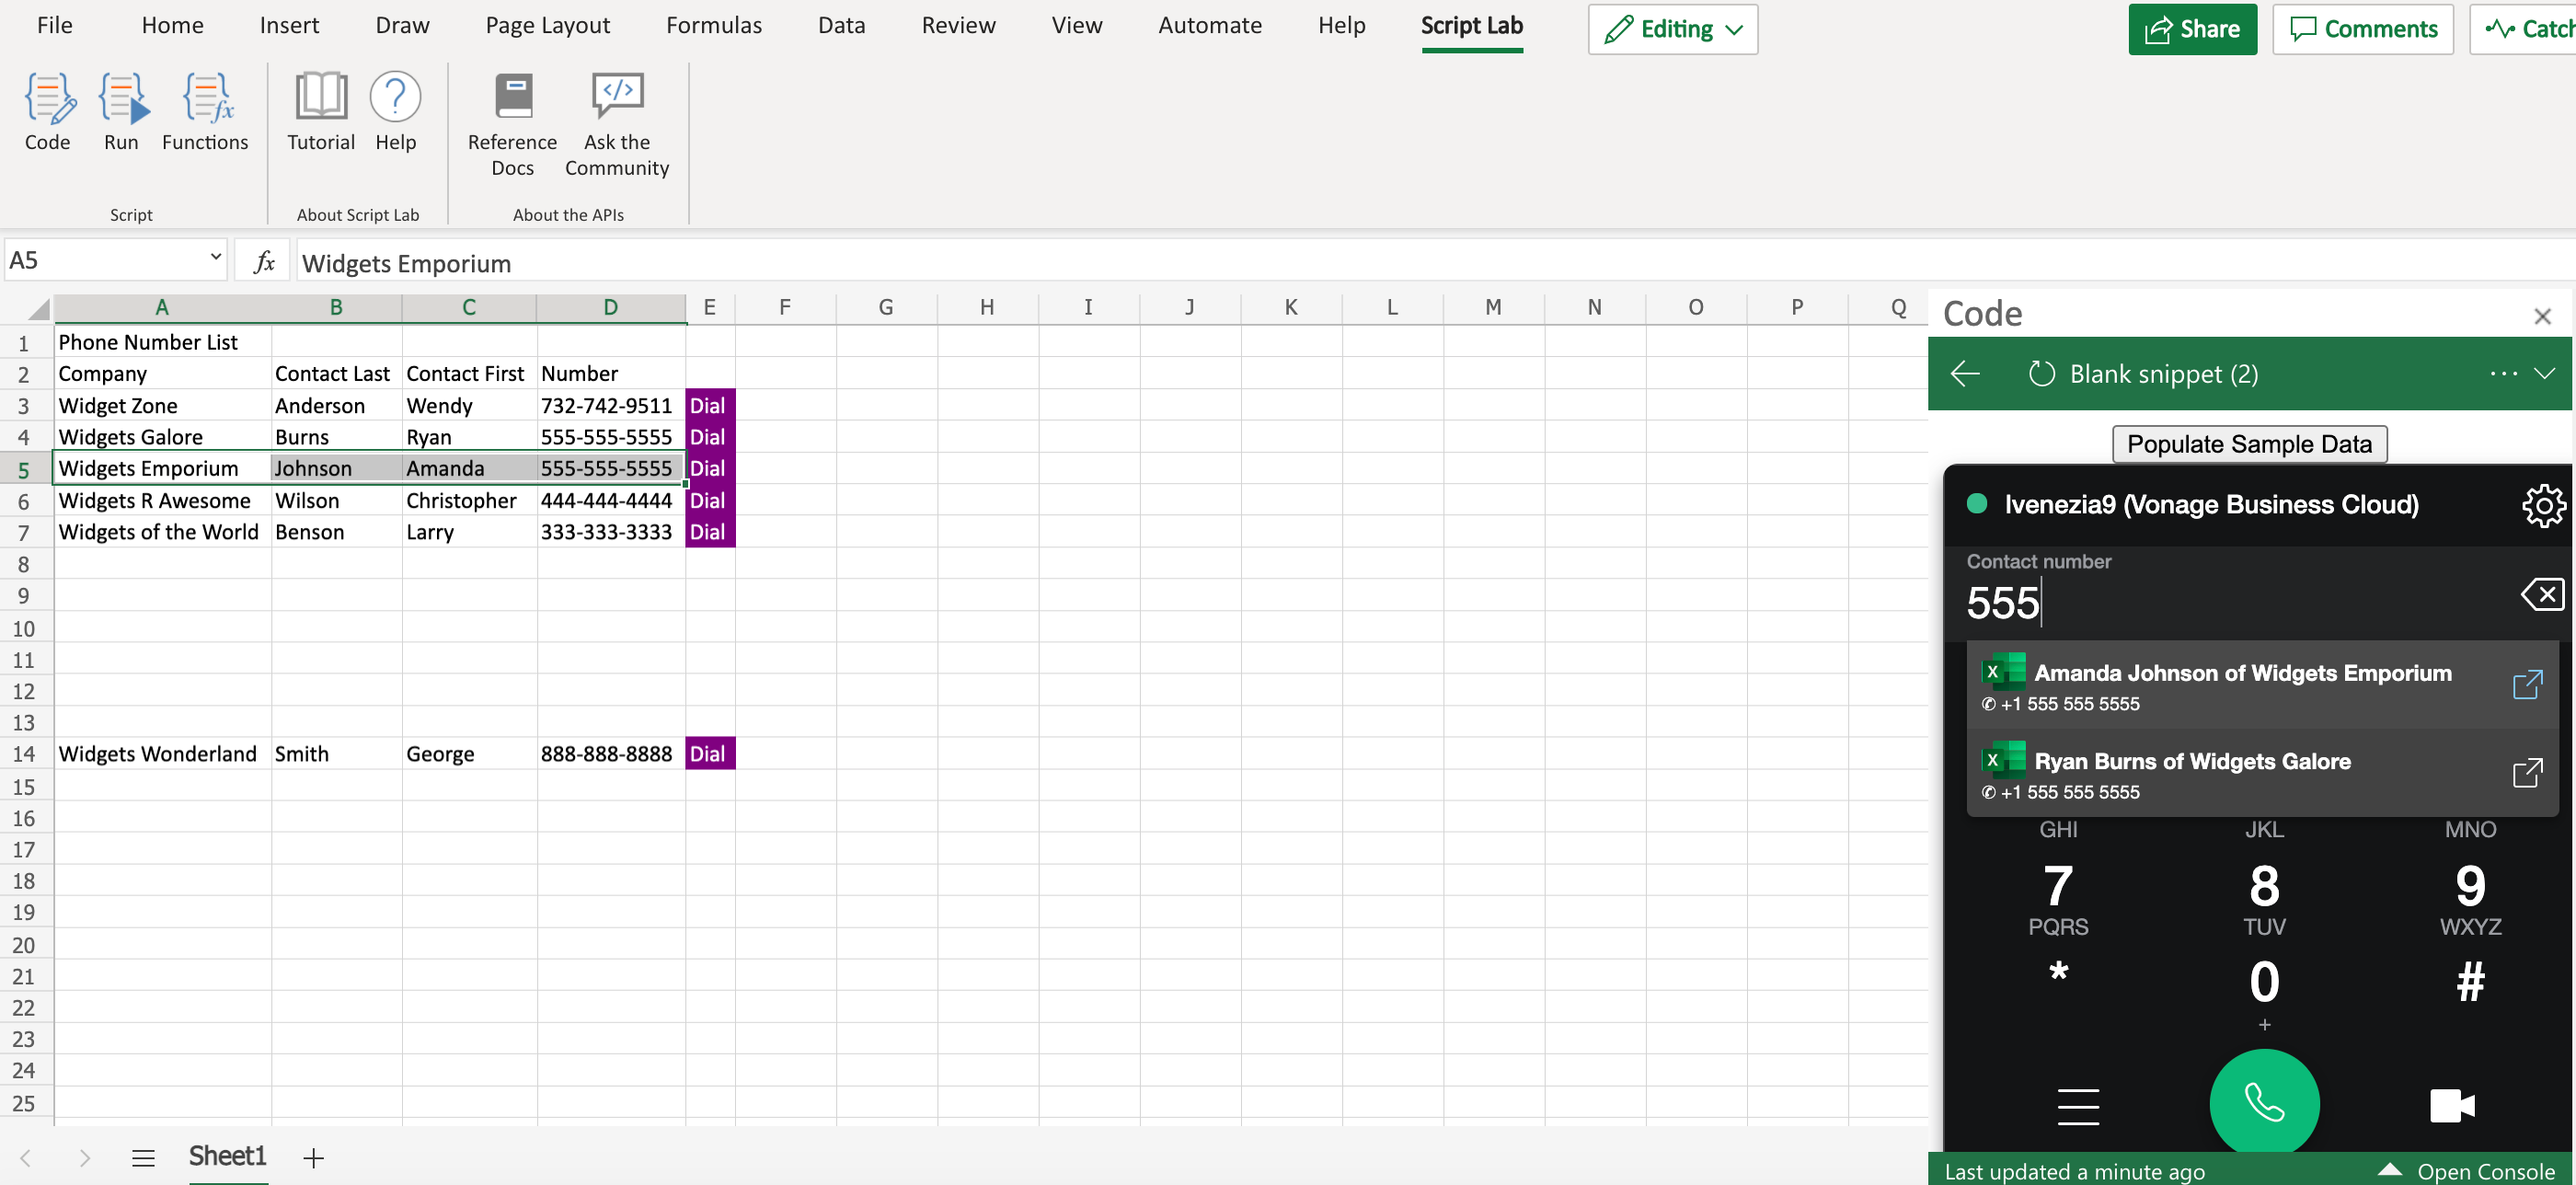 File Home Insert Draw Page Layout Formulas Data Review View Automate Help Script Lab Editing Share Comments Catch
Code Run Functions Tutorial Help Reference Docs Ask the Community
Script About Script Lab About the APIs
A5 fx Widgets Emporium
A B C D E F G H I J K L M N O P Q
1 Phone Number List
2 Company Contact Last Contact First Number
3 Widget Zone Anderson Wendy 732-742-9511 Dial
4 Widgets Galore Burns Ryan 555-555-5555 Dial
5 Widgets Emporium Johnson Amanda 555-555-5555 Dial
6 Widgets R Awesome Wilson Christopher 444-444-4444 Dial
7 Widgets of the World Benson Larry 333-333-3333 Dial
8
9
10
11
12
13
14 Widgets Wonderland Smith George 888-888-8888 Dial
15
16
17
18
19
20
21
22
23
24
25
Sheet1 +
Code
Blank snippet (2)
Populate Sample Data
lvenezia9 (Vonage Business Cloud)
Contact number
555
X Amanda Johnson of Widgets Emporium
✆ +1 555 555 5555
X Ryan Burns of Widgets Galore
✆ +1 555 555 5555
GHI JKL MNO
7 8 9
PQRS TUV WXYZ
* 0 #
+
Last updated a minute ago Open Console